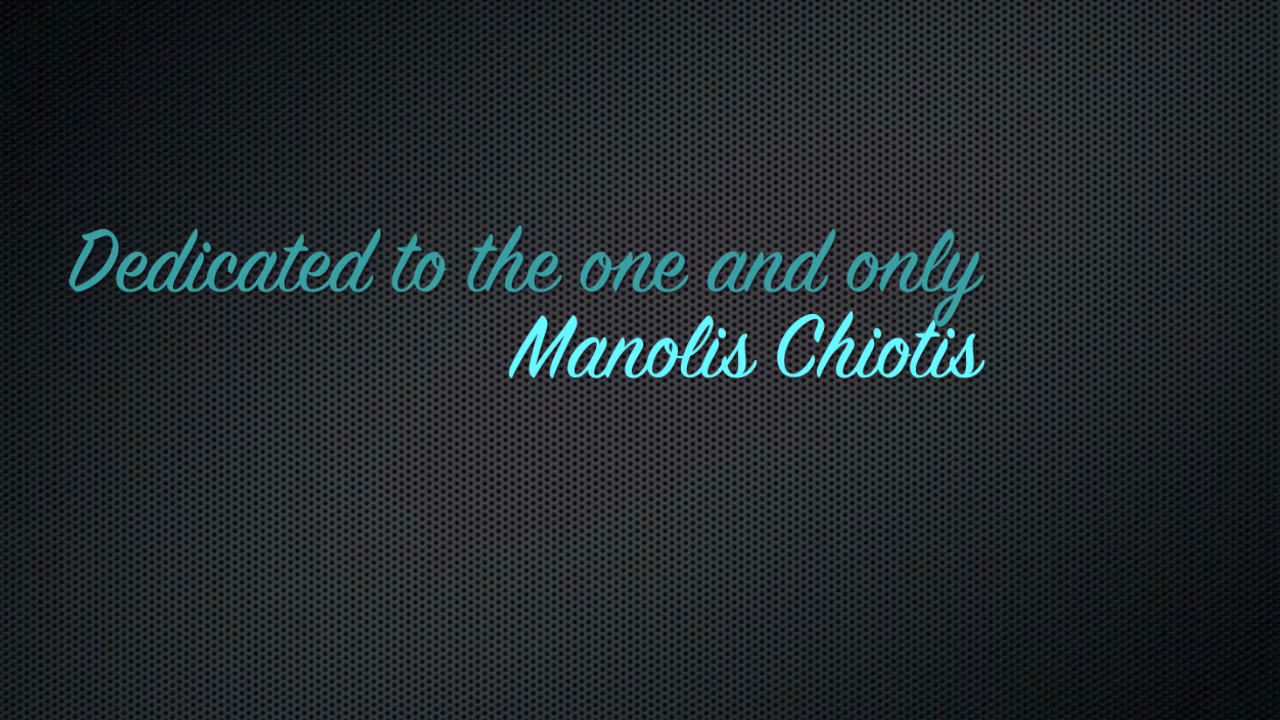 Dedicated to the one and only
Manolis Chiotis